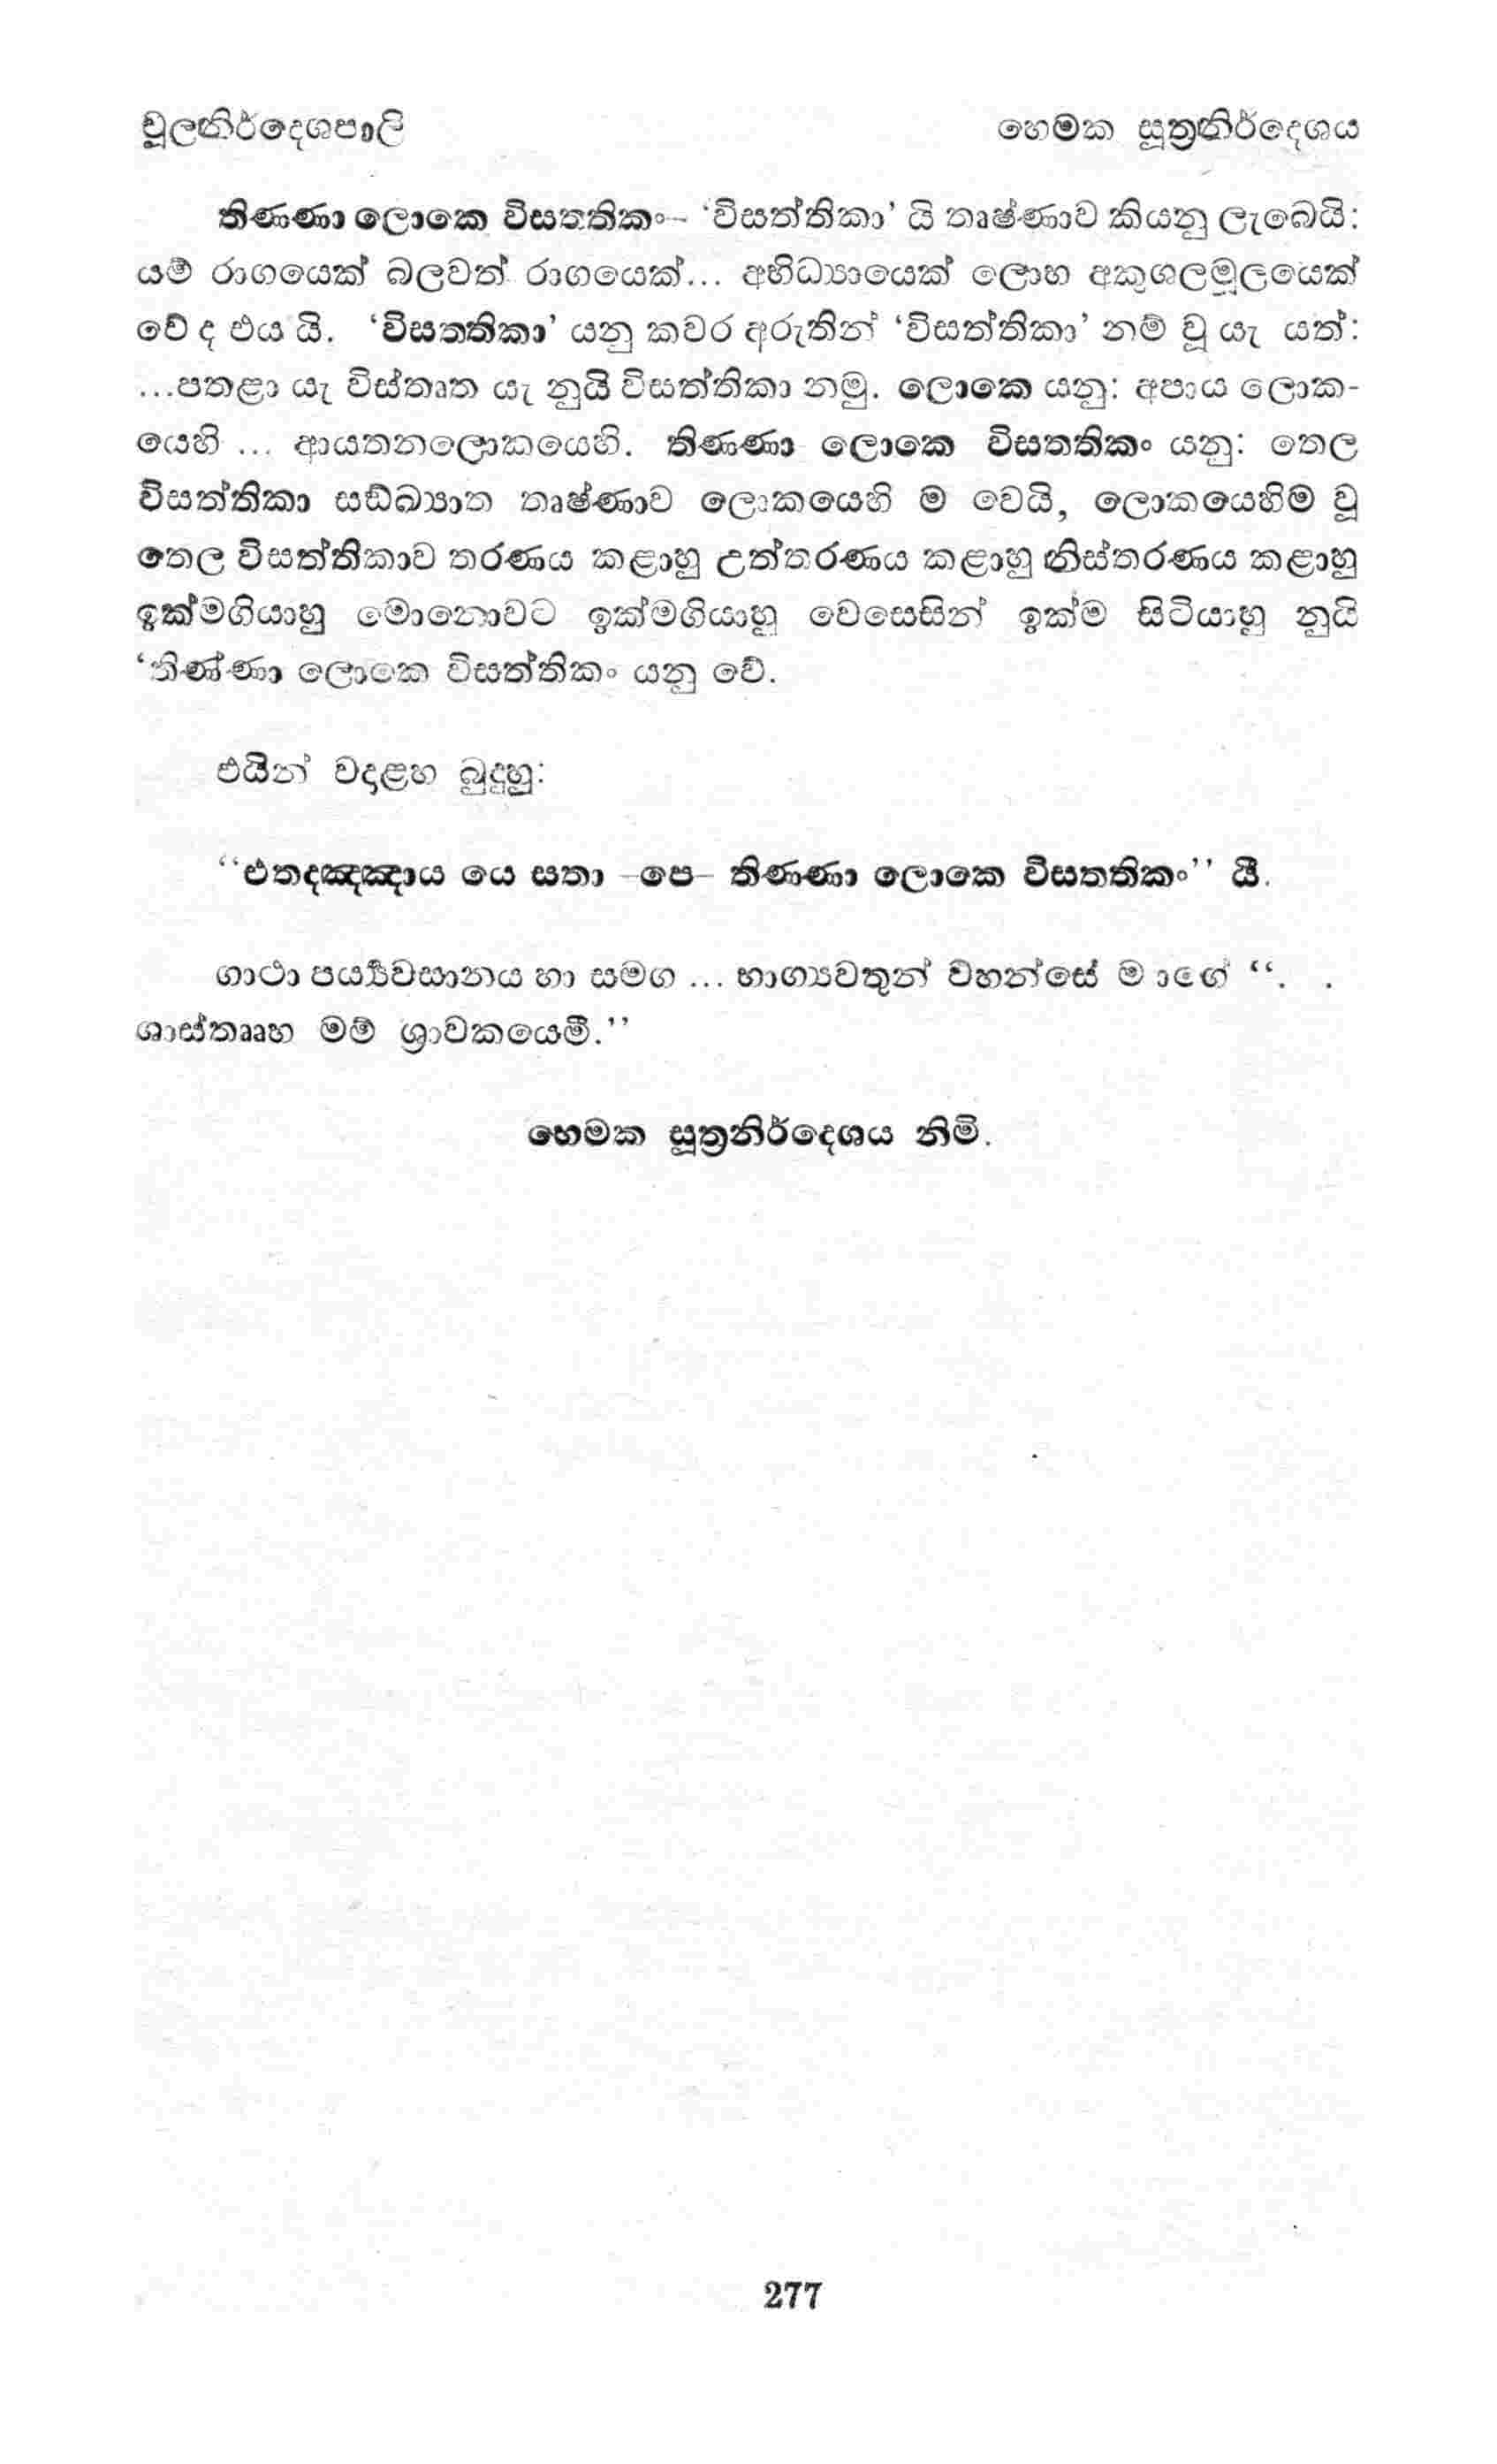 චූලනිර්දෙශපාලි හෙමක සූත්‍රනිර්දෙශය
තිණ්ණා ලොකෙ විසත්තිකං– ‘විසත්තිකා’ යි තෘෂ්ණාව කියනු ලැබෙයි:
යම් රාගයෙක් බලවත් රාගයෙක්... අභිධ්‍යායෙක් ලොභ අකුශලමූලයෙක්
වේ ද එය යි. ‘විසත්තිකා’ යනු කවර අරුතින් ‘විසත්තිකා’ නම් වූ යැ යත්:
...පතළා යැ විස්තෘත යැ නුයි විසත්තිකා නමු. ලොකෙ යනු: අපාය ලොක-
යෙහි ... ආයතනලොකයෙහි. තිණ්ණා ලොකෙ විසත්තිකං යනු: තෙල
විසත්තිකා සඞ්ඛ්‍යාත තෘෂ්ණාව ලොකයෙහි ම වෙයි, ලොකයෙහිම වූ
තෙල විසත්තිකාව තරණය කළාහු උත්තරණය කළාහු නිස්තරණය කළාහු
ඉක්මගියාහු මොනොවට ඉක්මගියාහු වෙසෙසින් ඉක්ම සිටියාහු නුයි
‘තිණ්ණා ලොකෙ විසත්තිකං යනු වේ.
එයින් වදාළහ බුදුහු:
‘‘එතදඤ්ඤාය යෙ සතා –පෙ– තිණ්ණා ලොකෙ විසත්තිකං’’ යී.
ගාථා පර්‍ය්‍යවසානය හා සමග ... භාග්‍යවතුන් වහන්සේ මාගේ ‘‘. .
ශාස්තෲහ මම් ශ්‍රාවකයෙමී.’’
හෙමක සූත්‍රනිර්දෙශය නිමි.
277